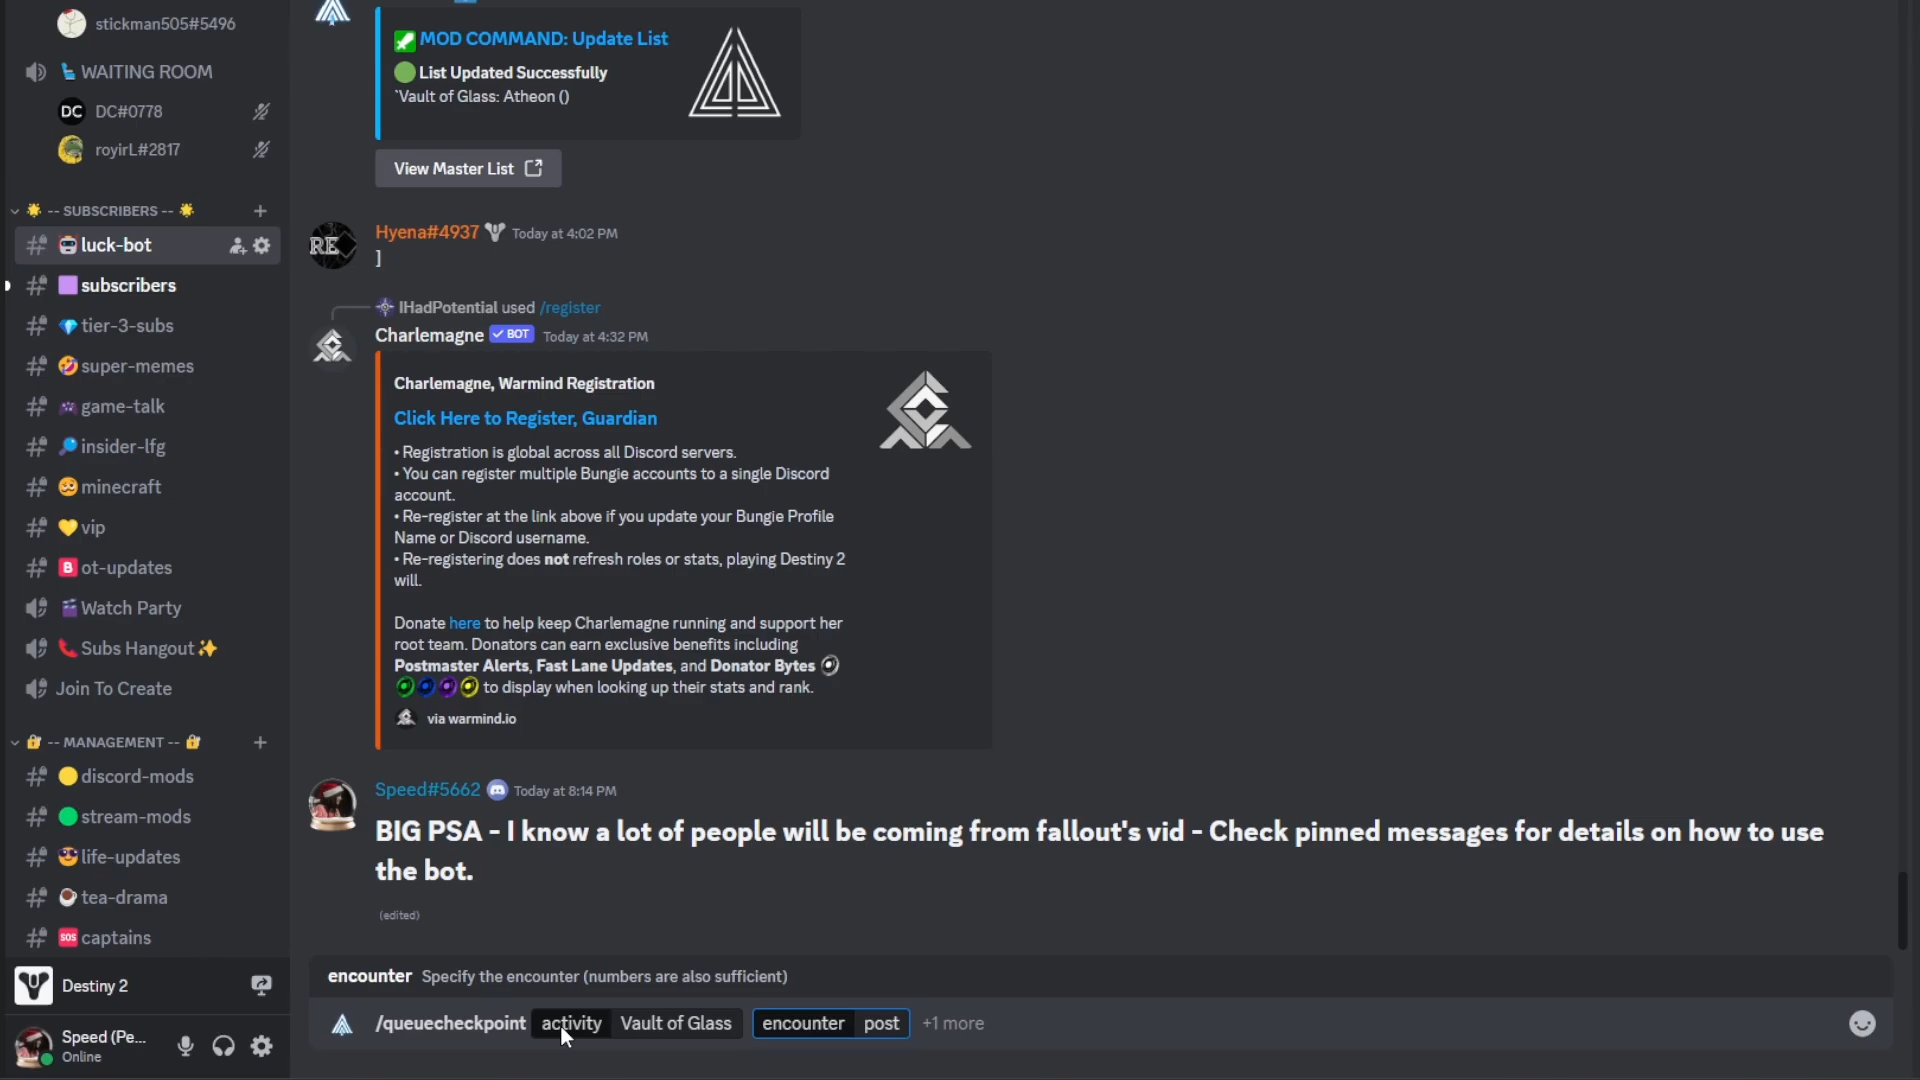 stickman505#5496
WAITING ROOM
DC DC#0778
royirL#2817
-- SUBSCRIBERS --
luck-bot
subscribers
tier-3-subs
super-memes
game-talk
insider-lfg
minecraft
vip
B ot-updates
Watch Party
Subs Hangout
Join To Create
-- MANAGEMENT --
discord-mods
stream-mods
life-updates
tea-drama
SOS captains
Destiny 2
Speed (Pe...
Online
MOD COMMAND: Update List
List Updated Successfully
`Vault of Glass: Atheon ()
View Master List
RE
Hyena#4937 Today at 4:02 PM
]
IHadPotential used /register
Charlemagne BOT Today at 4:32 PM
Charlemagne, Warmind Registration
Click Here to Register, Guardian
• Registration is global across all Discord servers.
• You can register multiple Bungie accounts to a single Discord
account.
• Re-register at the link above if you update your Bungie Profile
Name or Discord username.
• Re-registering does not refresh roles or stats, playing Destiny 2
will.
Donate here to help keep Charlemagne running and support her
root team. Donators can earn exclusive benefits including
Postmaster Alerts, Fast Lane Updates, and Donator Bytes
to display when looking up their stats and rank.
via warmind.io
Speed#5662 Today at 8:14 PM
BIG PSA - I know a lot of people will be coming from fallout's vid - Check pinned messages for details on how to use
the bot.
(edited)
encounter Specify the encounter (numbers are also sufficient)
/queuecheckpoint activity Vault of Glass encounter post +1 more